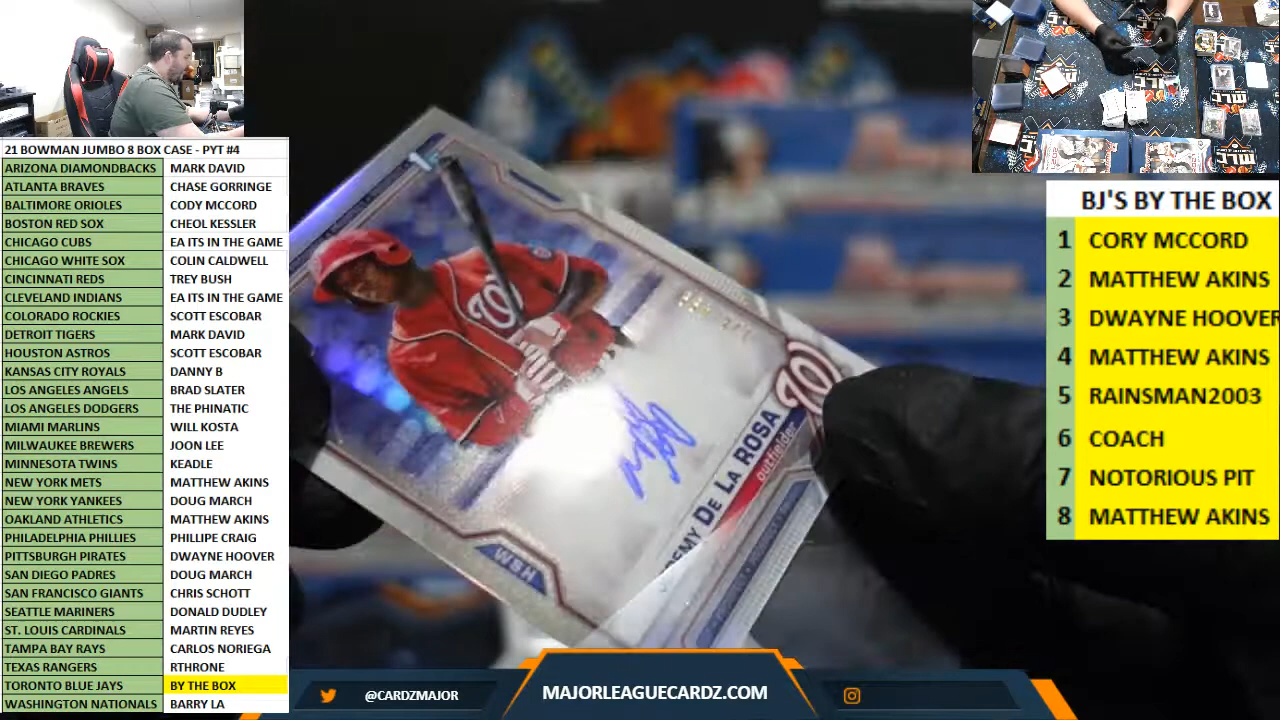 21 BOWMAN JUMBO 8 BOX CASE - PYT #4
ARIZONA DIAMONDBACKS MARK DAVID
ATLANTA BRAVES CHASE GORRINGE
BALTIMORE ORIOLES CODY MCCORD
BOSTON RED SOX CHEOL KESSLER
CHICAGO CUBS EA ITS IN THE GAME
CHICAGO WHITE SOX COLIN CALDWELL
CINCINNATI REDS TREY BUSH
CLEVELAND INDIANS EA ITS IN THE GAME
COLORADO ROCKIES SCOTT ESCOBAR
DETROIT TIGERS MARK DAVID
HOUSTON ASTROS SCOTT ESCOBAR
KANSAS CITY ROYALS DANNY B
LOS ANGELES ANGELS BRAD SLATER
LOS ANGELES DODGERS THE PHINATIC
MIAMI MARLINS WILL KOSTA
MILWAUKEE BREWERS JOON LEE
MINNESOTA TWINS KEADLE
NEW YORK METS MATTHEW AKINS
NEW YORK YANKEES DOUG MARCH
OAKLAND ATHLETICS MATTHEW AKINS
PHILADELPHIA PHILLIES PHILLIPE CRAIG
PITTSBURGH PIRATES DWAYNE HOOVER
SAN DIEGO PADRES DOUG MARCH
SAN FRANCISCO GIANTS CHRIS SCHOTT
SEATTLE MARINERS DONALD DUDLEY
ST. LOUIS CARDINALS MARTIN REYES
TAMPA BAY RAYS CARLOS NORIEGA
TEXAS RANGERS RTHRONE
TORONTO BLUE JAYS BY THE BOX
WASHINGTON NATIONALS BARRY LA
W
EMY DE LA ROSA
outfielder
W
WSH
BJ'S BY THE BOX
1 CORY MCCORD
2 MATTHEW AKINS
3 DWAYNE HOOVER
4 MATTHEW AKINS
5 RAINSMAN2003
6 COACH
7 NOTORIOUS PIT
8 MATTHEW AKINS
@CARDZMAJOR
MAJORLEAGUECARDZ.COM